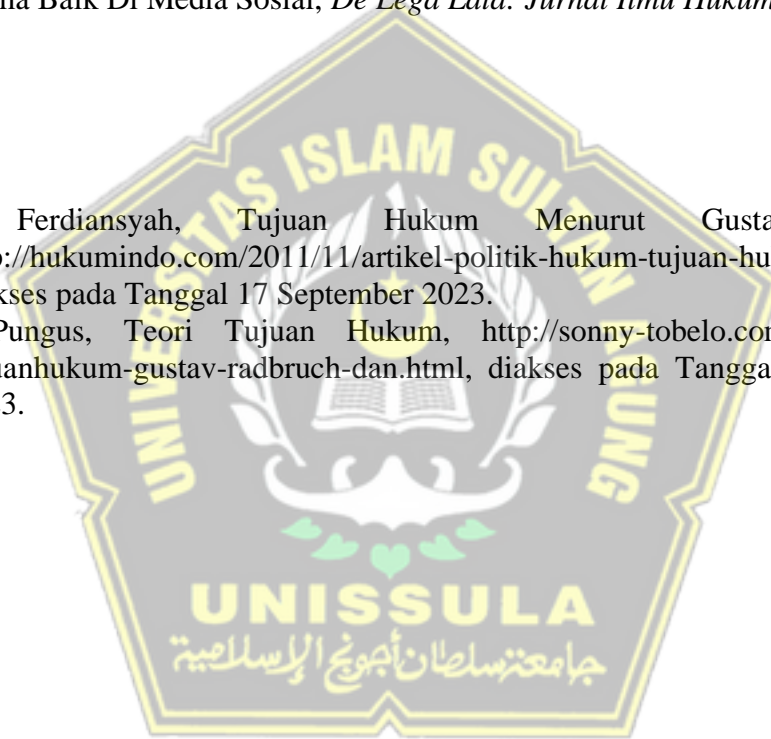 na Baik Di Media Sosial, De Lega Lata: Jurnal Ilmu Hukum
UNIVERSITAS ISLAM SULTAN AGUNG
Ferdiansyah, Tujuan Hukum Menurut Gusta
://hukumindo.com/2011/11/artikel-politik-hukum-tujuan-hu
kses pada Tanggal 17 September 2023.
Pungus, Teori Tujuan Hukum, http://sonny-tobelo.com
uanhukum-gustav-radbruch-dan.html, diakses pada Tangga
3.
UNISSULA
جامعتسلطان أجونج الإسلامية